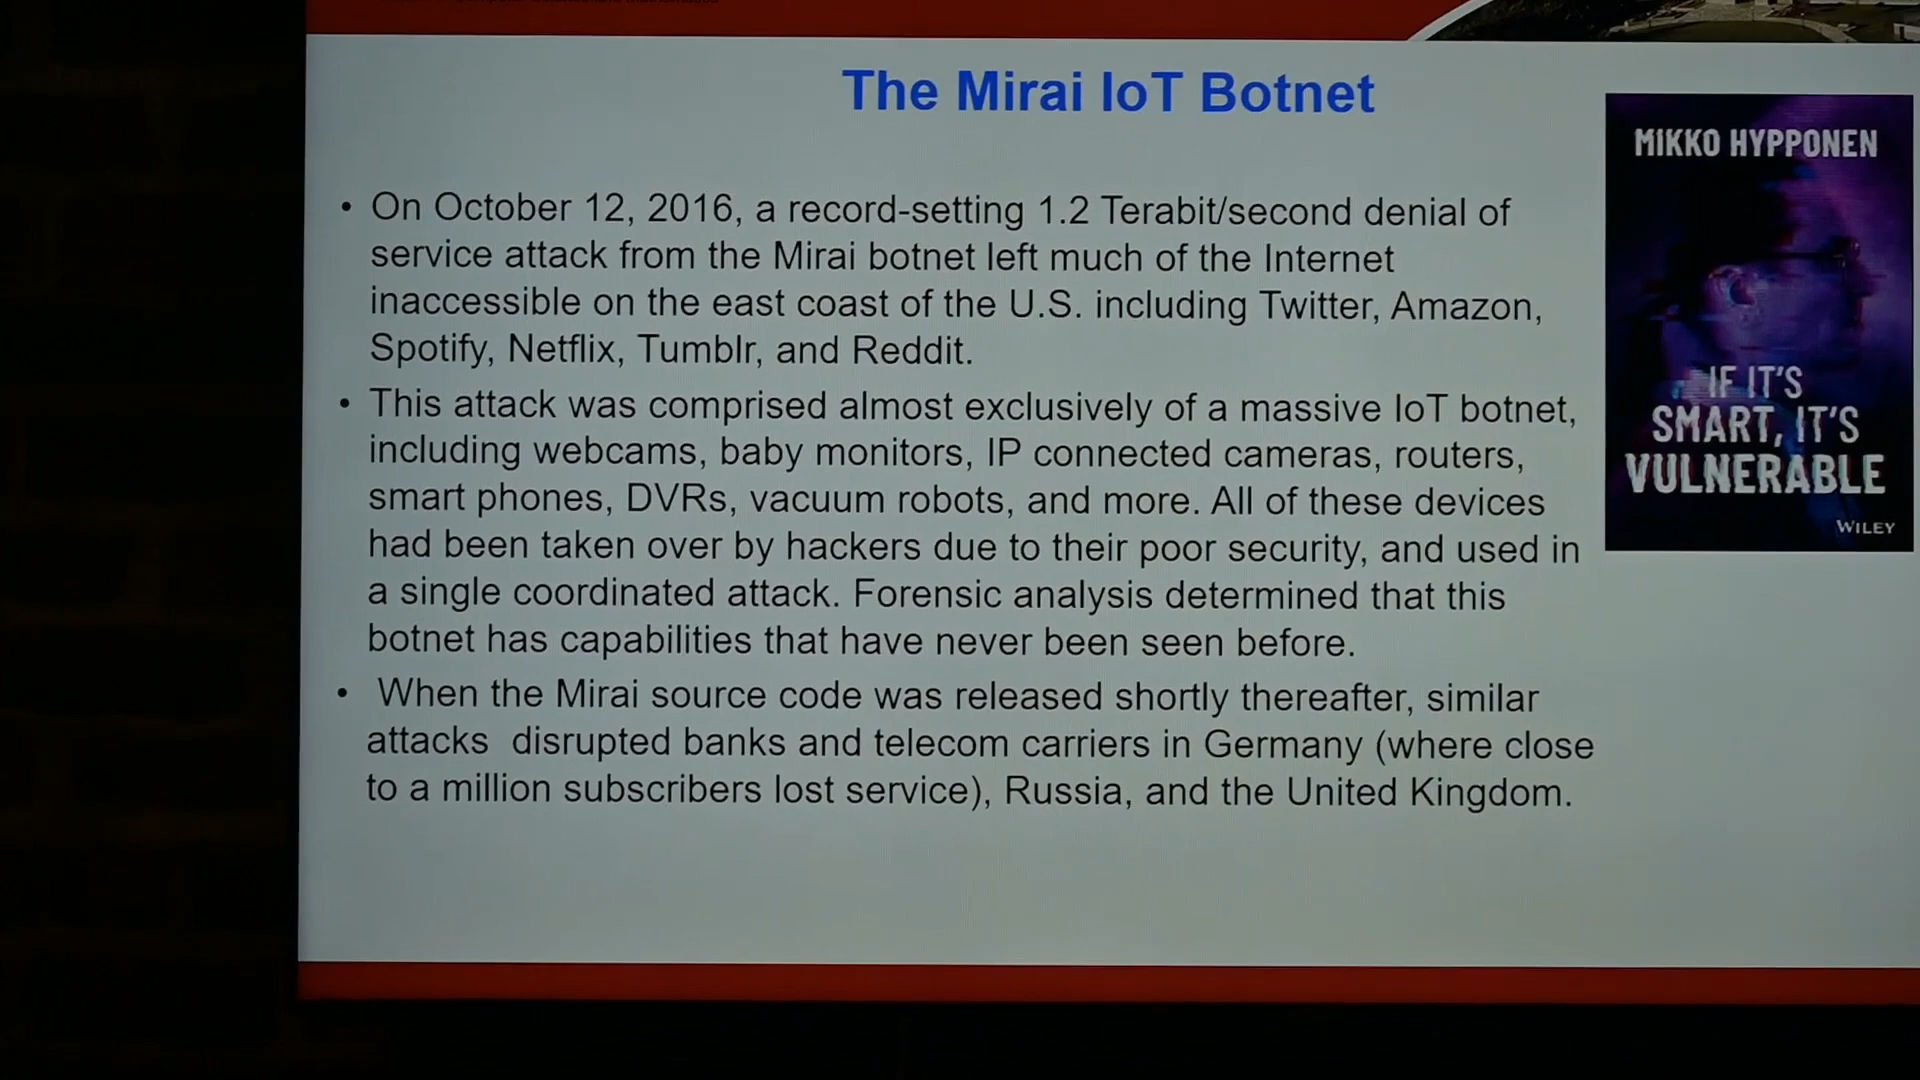 The Mirai IoT Botnet
• On October 12, 2016, a record-setting 1.2 Terabit/second denial of
service attack from the Mirai botnet left much of the Internet
inaccessible on the east coast of the U.S. including Twitter, Amazon,
Spotify, Netflix, Tumblr, and Reddit.
• This attack was comprised almost exclusively of a massive IoT botnet,
including webcams, baby monitors, IP connected cameras, routers,
smart phones, DVRs, vacuum robots, and more. All of these devices
had been taken over by hackers due to their poor security, and used in
a single coordinated attack. Forensic analysis determined that this
botnet has capabilities that have never been seen before.
• When the Mirai source code was released shortly thereafter, similar
attacks disrupted banks and telecom carriers in Germany (where close
to a million subscribers lost service), Russia, and the United Kingdom.
MIKKO HYPPONEN
IF IT'S
SMART, IT'S
VULNERABLE
WILEY